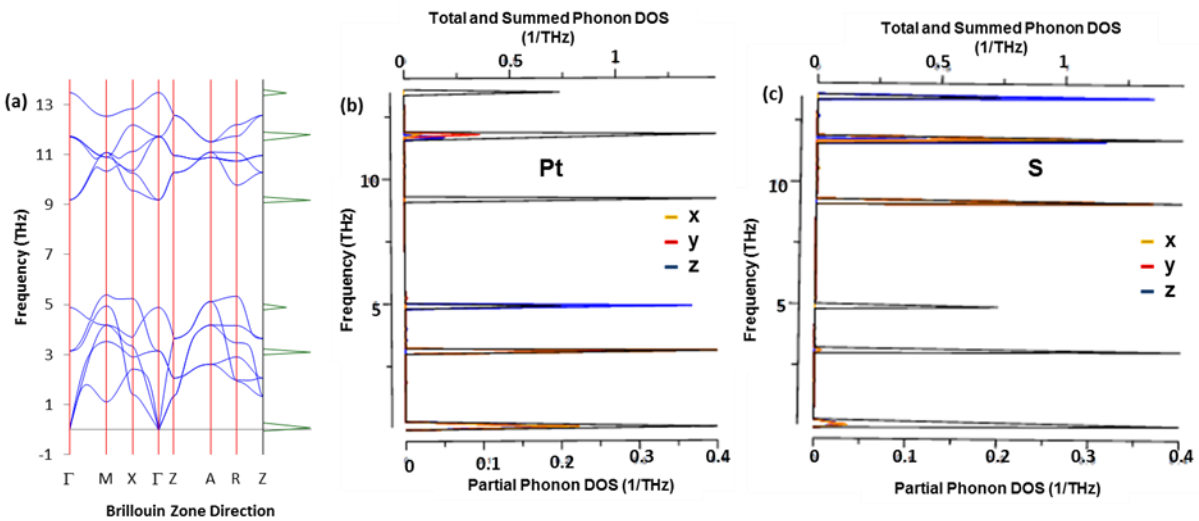 (a)
Frequency (THz)
13
11
9
7
5
3
1
-1
Γ M X Γ Z A R Z
Brillouin Zone Direction
Total and Summed Phonon DOS
(1/THz)
0 0.5 1
(b)
Pt
Frequency (THz)
10
5
x
y
z
0 0.1 0.2 0.3 0.4
Partial Phonon DOS (1/THz)
Total and Summed Phonon DOS
(1/THz)
0 0.5 1
(c)
S
Frequency (THz)
10
5
x
y
z
0 0.1 0.2 0.3 0.4
Partial Phonon DOS (1/THz)